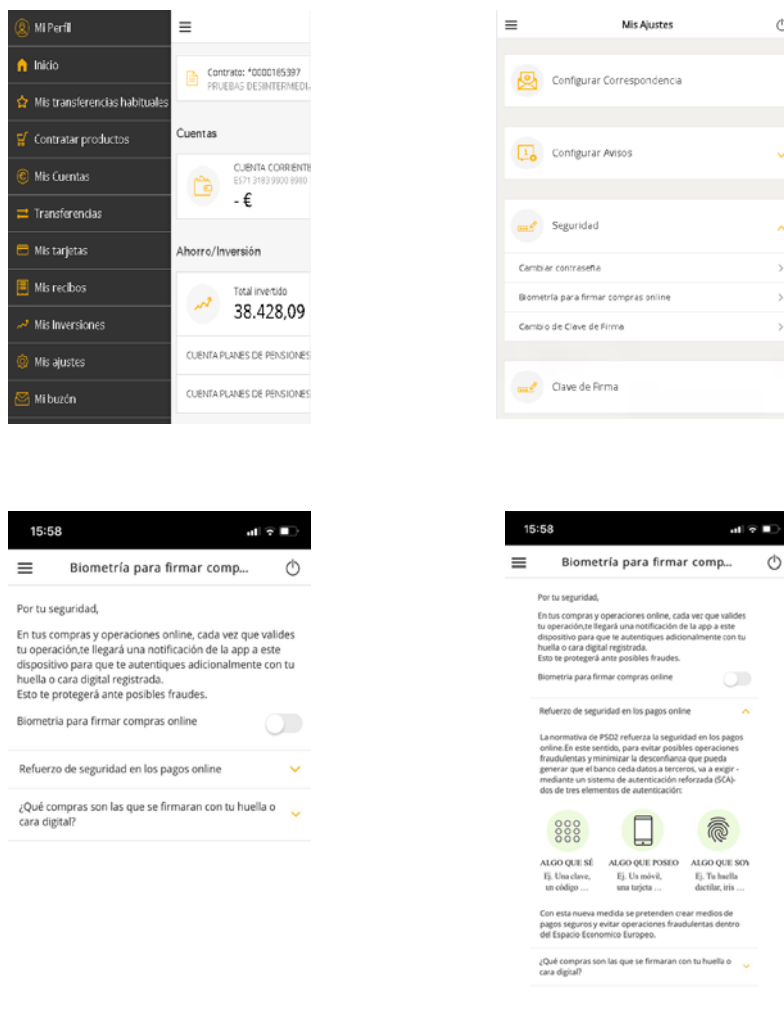 Mi Perfil
Inicio
Mis transferencias habituales
Contratar productos
Mis Cuentas
Transferencias
Mis tarjetas
Mis recibos
Mis Inversiones
Mis ajustes
Mi buzón
Contrato: *0000165397
PRUEBAS DESINTERMEDI
Cuentas
CUENTA CORRIENTE
ES71 3183 9900 8900
- €
Ahorro/Inversión
Total invertido
38.428,09
CUENTA PLANES DE PENSIONES
CUENTA PLANES DE PENSIONES
Mis Ajustes
Configurar Correspondencia
Configurar Avisos
Seguridad
Cambiar contraseña
Biometría para firmar compras online
Cambio de Clave de Firma
Clave de Firma
15:58
Biometría para firmar comp...
Por tu seguridad,
En tus compras y operaciones online, cada vez que valides
tu operación,te llegará una notificación de la app a este
dispositivo para que te autentiques adicionalmente con tu
huella o cara digital registrada.
Esto te protegerá ante posibles fraudes.
Biometria para firmar compras online
Refuerzo de seguridad en los pagos online
¿Qué compras son las que se firmaran con tu huella o
cara digital?
15:58
Biometría para firmar comp...
Por tu seguridad,
En tus compras y operaciones online, cada vez que valides
tu operación,te llegará una notificación de la app a este
dispositivo para que te autentiques adicionalmente con tu
huella o cara digital registrada.
Esto te protegerá ante posibles fraudes.
Biometria para firmar compras online
Refuerzo de seguridad en los pagos online
La normativa de PSD2 refuerza la seguridad en los pagos
online.En este sentido, para evitar posibles operaciones
fraudulentas y minimizar la desconfianza que pueda
generar que el banco ceda datos a terceros, va a exigir -
mediante un sistema de autenticación reforzada (SCA)-
dos de tres elementos de autenticación:
ALGO QUE SÉ
Ej. Una clave,
un código ...
ALGO QUE POSEO
Ej. Un móvil,
una tarjeta ...
ALGO QUE SOY
Ej. Tu huella
dactilar, iris ...
Con esta nueva medida se pretenden crear medios de
pagos seguros y evitar operaciones fraudulentas dentro
del Espacio Economico Europeo.
¿Qué compras son las que se firmaran con tu huella o
cara digital?